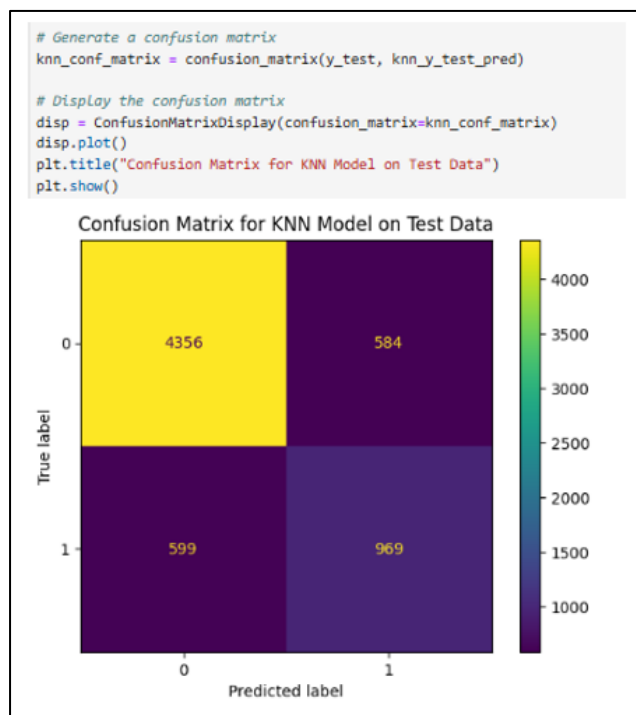 # Generate a confusion matrix
knn_conf_matrix = confusion_matrix(y_test, knn_y_test_pred)
# Display the confusion matrix
disp = ConfusionMatrixDisplay(confusion_matrix=knn_conf_matrix)
disp.plot()
plt.title("Confusion Matrix for KNN Model on Test Data")
plt.show()
Confusion Matrix for KNN Model on Test Data
4000
3500
3000
2500
2000
1500
1000
True label
0
4356 584
1
599 969
0 1
Predicted label